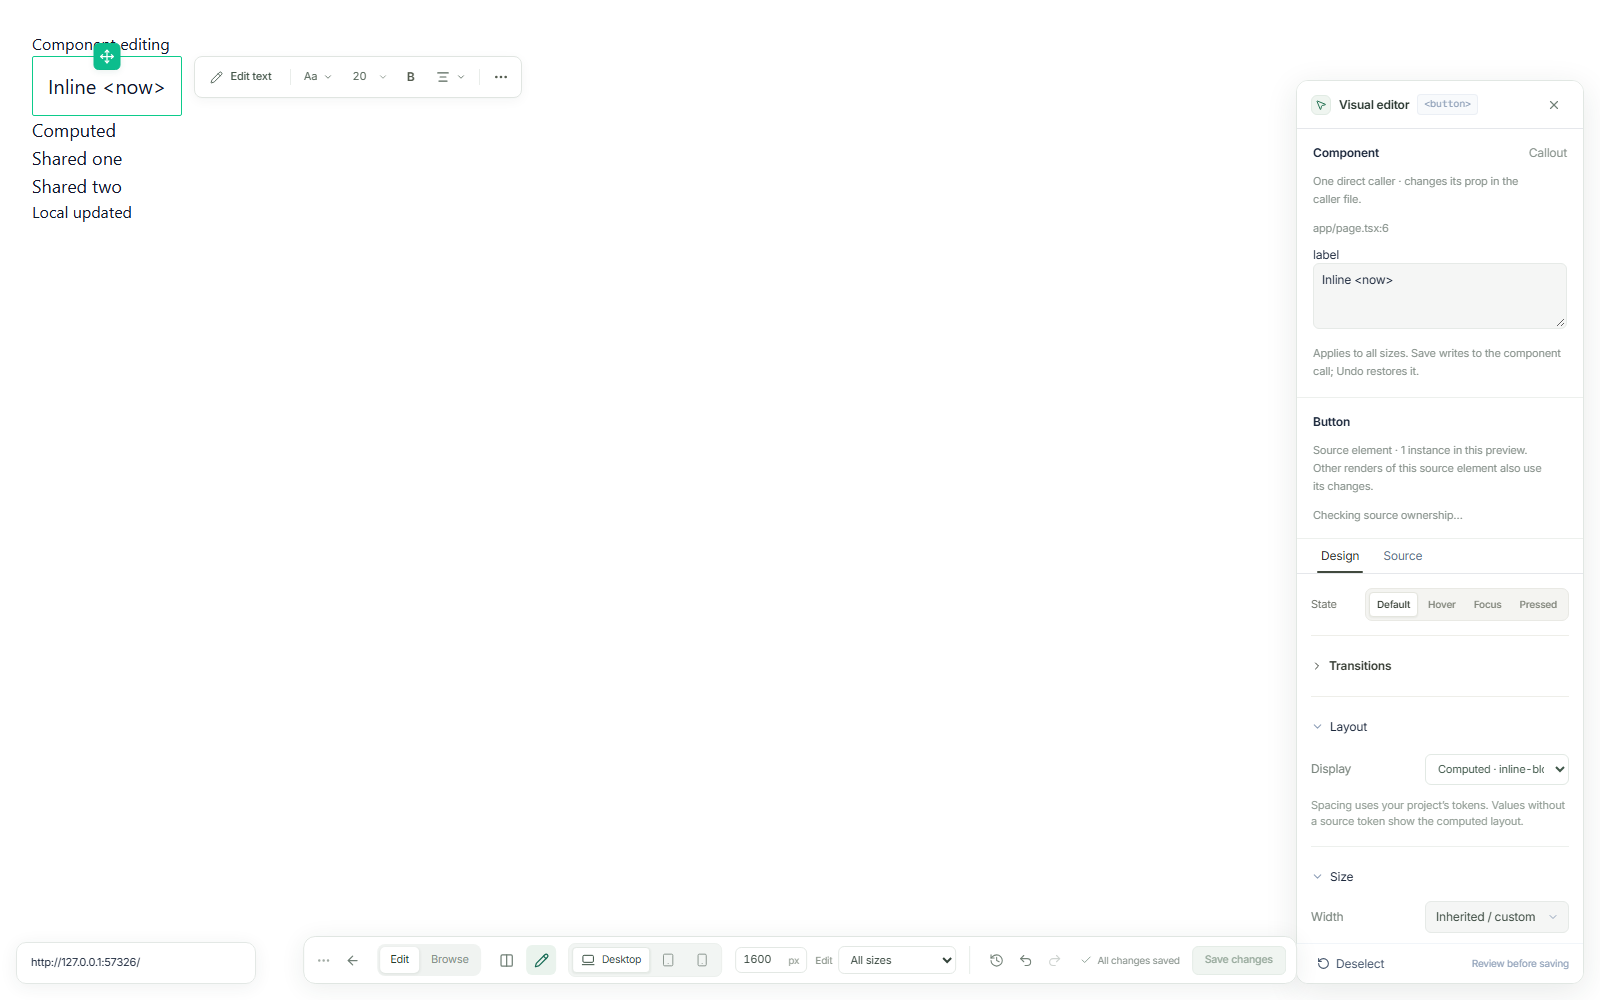 Component editing
Inline <now>
Edit text
Aa
20
B
Computed
Shared one
Shared two
Local updated
Visual editor
<button>
Component
Callout
One direct caller · changes its prop in the
caller file.
app/page.tsx:6
label
Inline <now>
Applies to all sizes. Save writes to the component
call; Undo restores it.
Button
Source element · 1 instance in this preview.
Other renders of this source element also use
its changes.
Checking source ownership...
Design
Source
State
Default
Hover
Focus
Pressed
Transitions
Layout
Display
Computed · inline-blo
Spacing uses your project's tokens. Values without
a source token show the computed layout.
Size
Width
Inherited / custom
Deselect
Review before saving
http://127.0.0.1:57326/
Edit
Browse
Desktop
1600
px
Edit
All sizes
All changes saved
Save changes